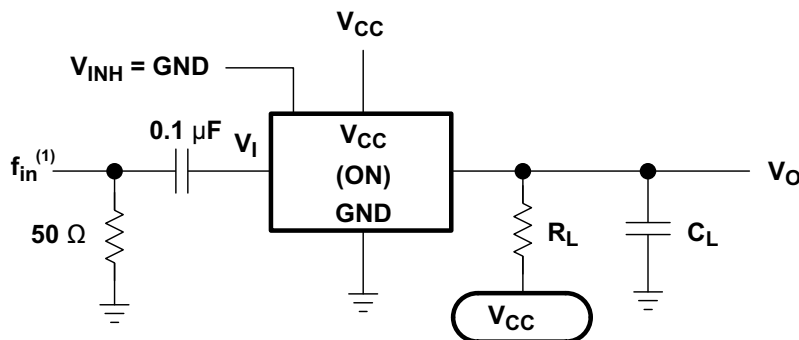 V_CC
V_INH = GND
0.1 µF
V_I
V_CC
(ON)
GND
f_in^(1)
V_O
50 Ω
R_L
C_L
V_CC